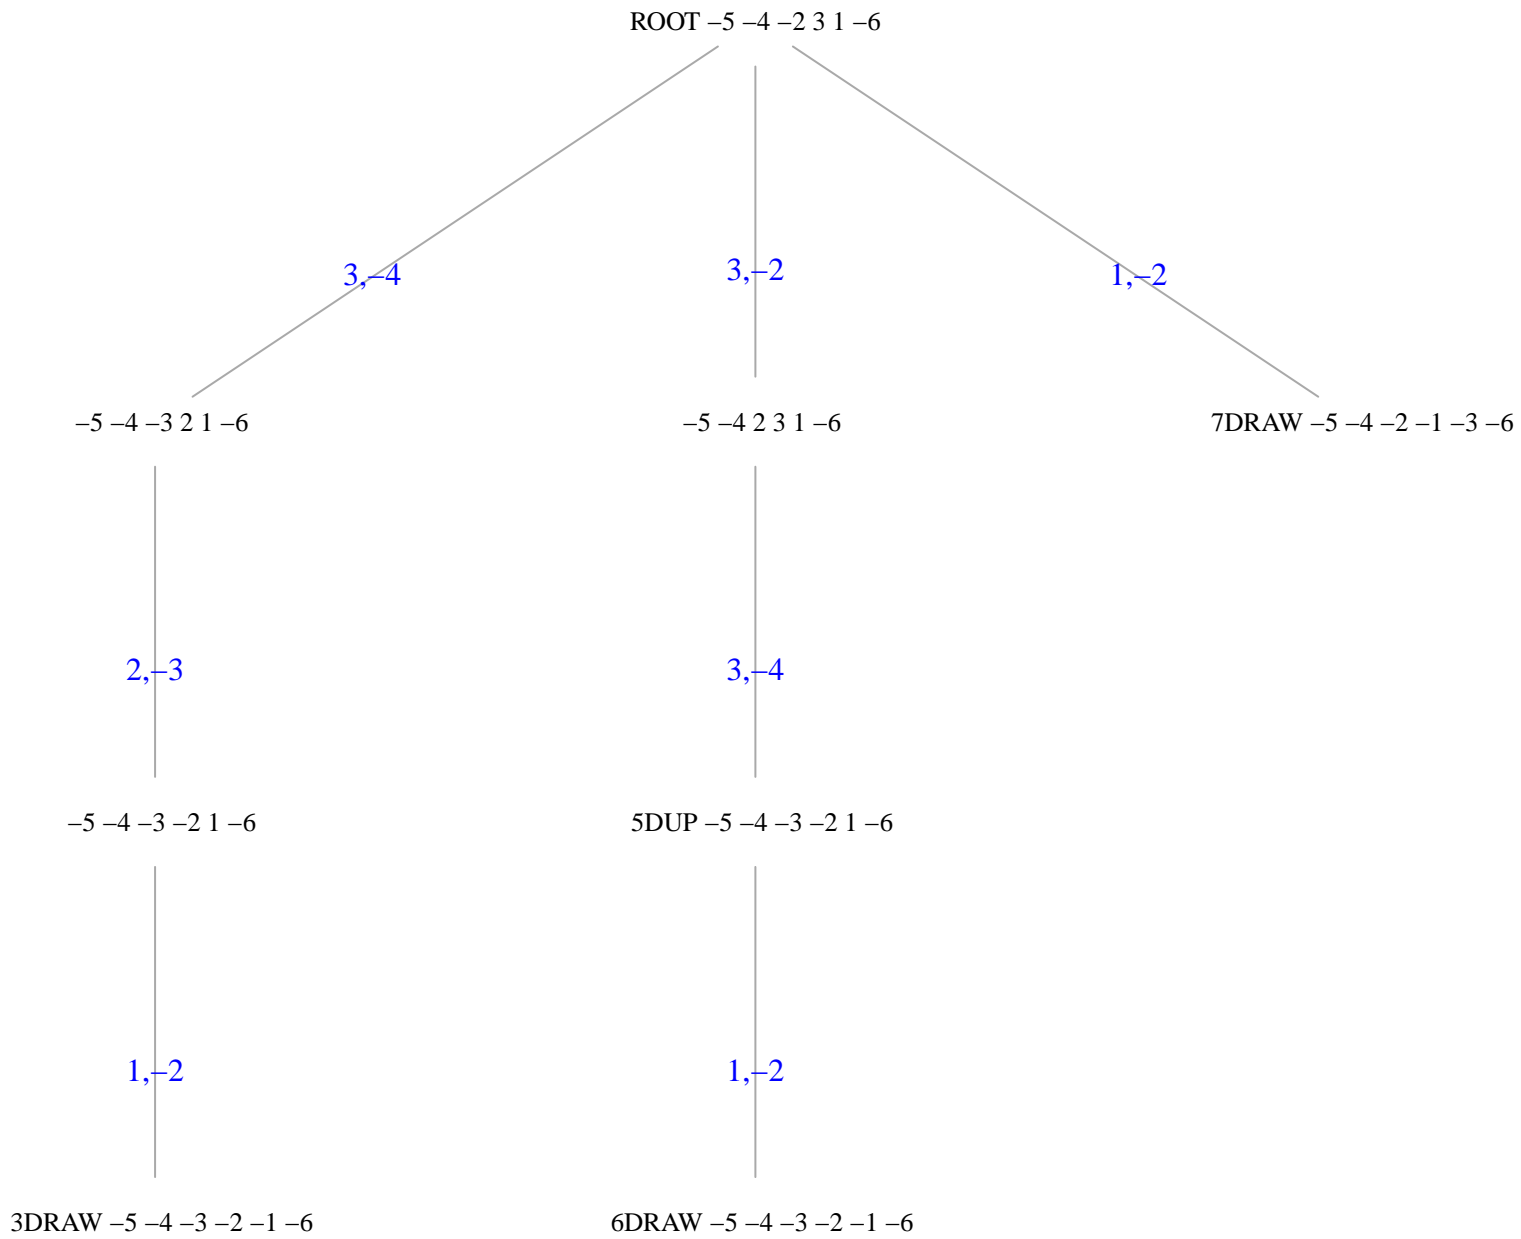 ROOT –5 –4 –2 3 1 –6
3,–4
3,–2
1,–2
–5 –4 –3 2 1 –6
–5 –4 2 3 1 –6
7DRAW –5 –4 –2 –1 –3 –6
2,–3
3,–4
–5 –4 –3 –2 1 –6
5DUP –5 –4 –3 –2 1 –6
1,–2
1,–2
3DRAW –5 –4 –3 –2 –1 –6
6DRAW –5 –4 –3 –2 –1 –6